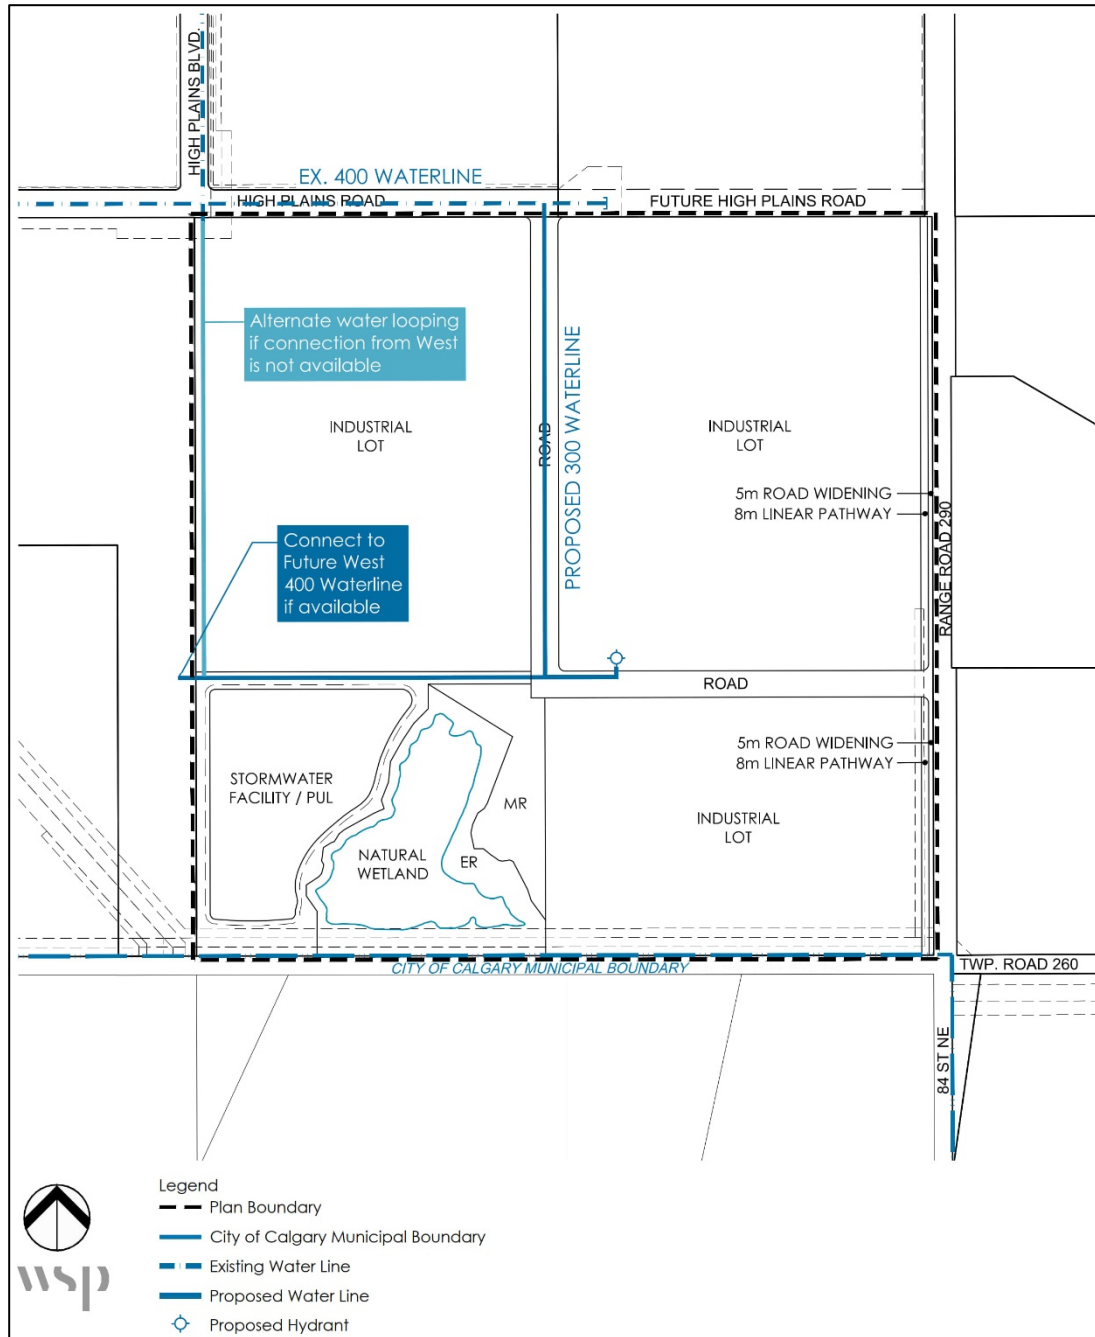 HIGH PLAINS BLVD.
EX. 400 WATERLINE
HIGH PLAINS ROAD
FUTURE HIGH PLAINS ROAD
Alternate water looping
if connection from West
is not available
INDUSTRIAL
LOT
ROAD
PROPOSED 300 WATERLINE
INDUSTRIAL
LOT
5m ROAD WIDENING
8m LINEAR PATHWAY
RANGE ROAD 290
Connect to
Future West
400 Waterline
if available
ROAD
STORMWATER
FACILITY / PUL
NATURAL
WETLAND
MR
ER
5m ROAD WIDENING
8m LINEAR PATHWAY
INDUSTRIAL
LOT
CITY OF CALGARY MUNICIPAL BOUNDARY
TWP. ROAD 260
84 ST NE
Legend
Plan Boundary
City of Calgary Municipal Boundary
Existing Water Line
Proposed Water Line
Proposed Hydrant
wsp